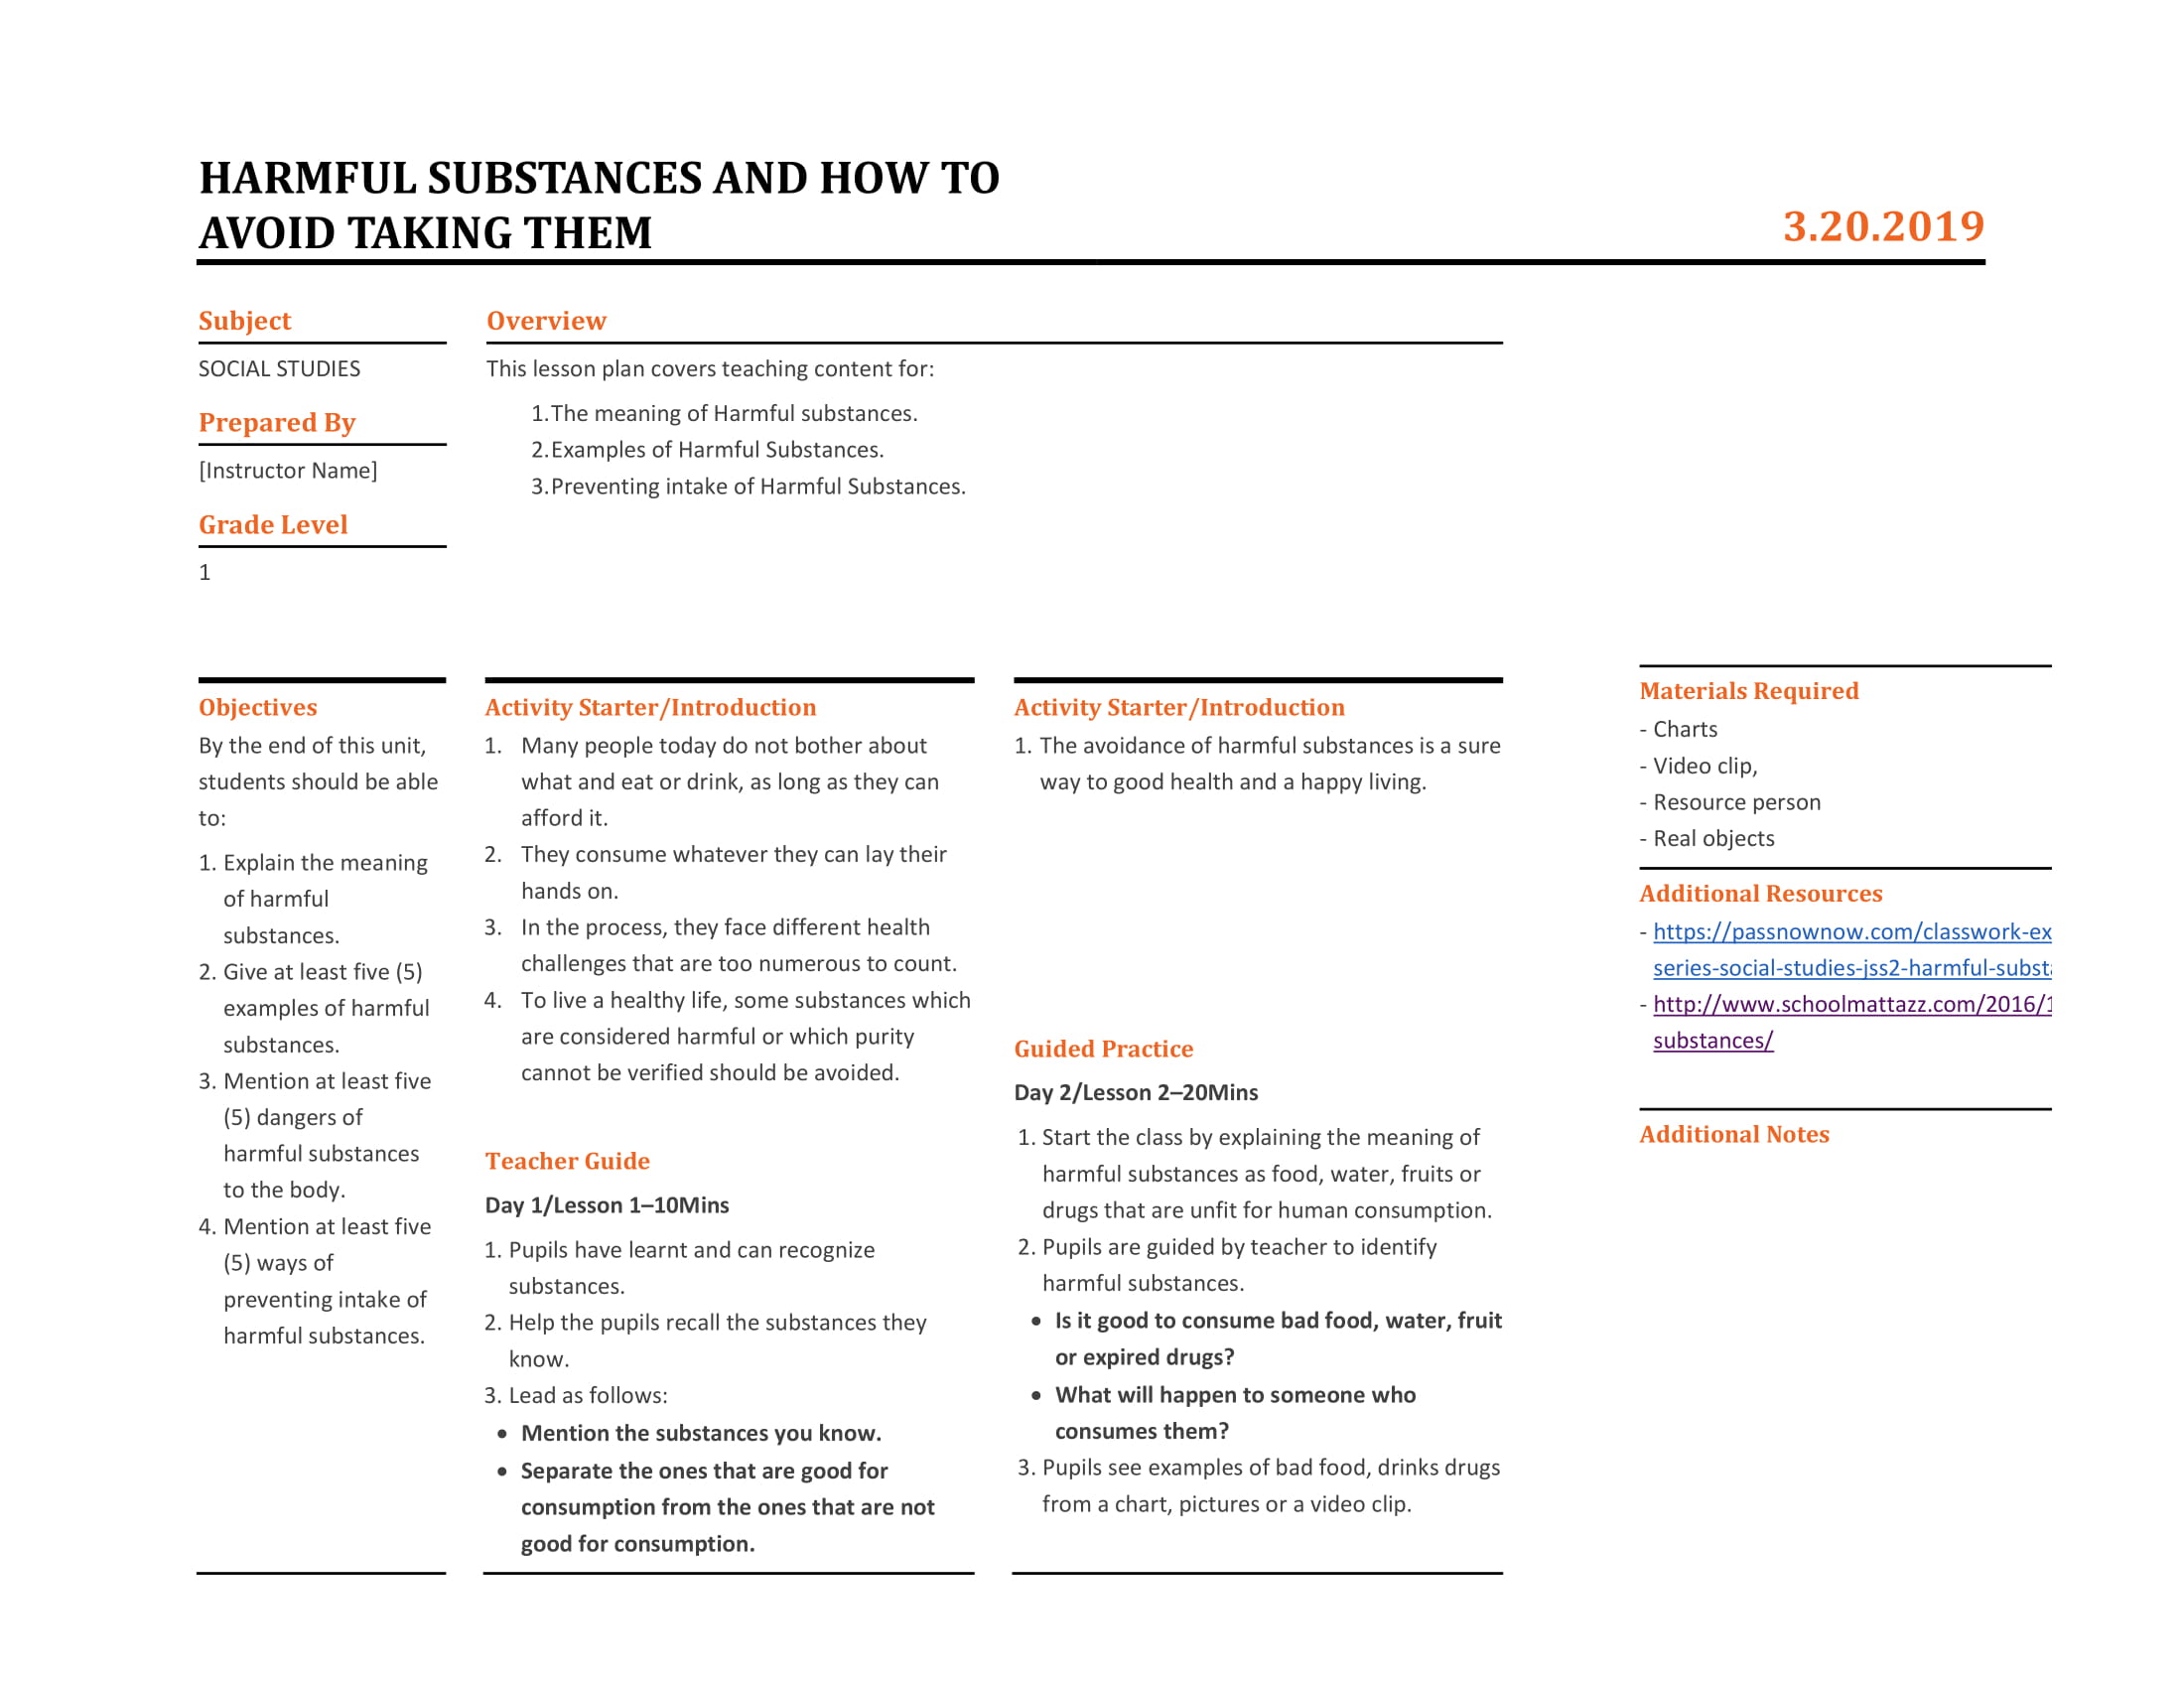 HARMFUL SUBSTANCES AND HOW TO
AVOID TAKING THEM
3.20.2019
Subject
SOCIAL STUDIES
Prepared By
[Instructor Name]
Grade Level
1
Overview
This lesson plan covers teaching content for:
1.The meaning of Harmful substances.
2.Examples of Harmful Substances.
3.Preventing intake of Harmful Substances.
Objectives
By the end of this unit,
students should be able
to:
1. Explain the meaning
of harmful
substances.
2. Give at least five (5)
examples of harmful
substances.
3. Mention at least five
(5) dangers of
harmful substances
to the body.
4. Mention at least five
(5) ways of
preventing intake of
harmful substances.
Activity Starter/Introduction
1. Many people today do not bother about
what and eat or drink, as long as they can
afford it.
2. They consume whatever they can lay their
hands on.
3. In the process, they face different health
challenges that are too numerous to count.
4. To live a healthy life, some substances which
are considered harmful or which purity
cannot be verified should be avoided.
Teacher Guide
Day 1/Lesson 1–10Mins
1. Pupils have learnt and can recognize
substances.
2. Help the pupils recall the substances they
know.
3. Lead as follows:
• Mention the substances you know.
• Separate the ones that are good for
consumption from the ones that are not
good for consumption.
Activity Starter/Introduction
1. The avoidance of harmful substances is a sure
way to good health and a happy living.
Guided Practice
Day 2/Lesson 2–20Mins
1. Start the class by explaining the meaning of
harmful substances as food, water, fruits or
drugs that are unfit for human consumption.
2. Pupils are guided by teacher to identify
harmful substances.
• Is it good to consume bad food, water, fruit
or expired drugs?
• What will happen to someone who
consumes them?
3. Pupils see examples of bad food, drinks drugs
from a chart, pictures or a video clip.
Materials Required
- Charts
- Video clip,
- Resource person
- Real objects
Additional Resources
- https://passnownow.com/classwork-ex
series-social-studies-jss2-harmful-subst
- http://www.schoolmattazz.com/2016/1
substances/
Additional Notes